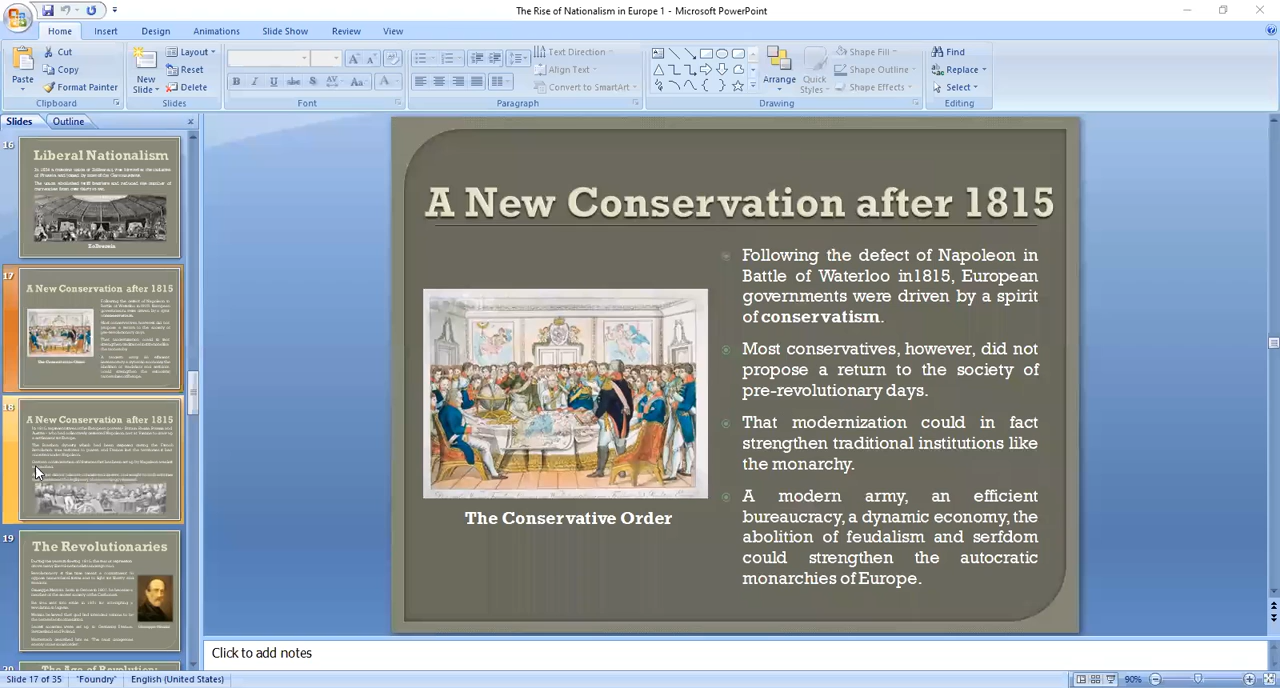 The Rise of Nationalism in Europe 1 - Microsoft PowerPoint
Home Insert Design Animations Slide Show Review View
Cut
Copy
Format Painter
Paste
Clipboard
New
Slide
Layout
Reset
Delete
Slides
Font
Paragraph
Text Direction
Align Text
Convert to SmartArt
Arrange
Quick
Styles
Shape Fill
Shape Outline
Shape Effects
Drawing
Find
Replace
Select
Editing
Slides Outline
16
Liberal Nationalism
17
A New Conservation after 1815
The Conservative Order
18
A New Conservation after 1815
19
The Revolutionaries
20
The Age of Revolution:
A New Conservation after 1815
Following the defect of Napoleon in
Battle of Waterloo in1815, European
governments were driven by a spirit
of conservatism.
Most conservatives, however, did not
propose a return to the society of
pre-revolutionary days.
That modernization could in fact
strengthen traditional institutions like
the monarchy.
A modern army, an efficient
bureaucracy, a dynamic economy, the
abolition of feudalism and serfdom
could strengthen the autocratic
monarchies of Europe.
The Conservative Order
Click to add notes
Slide 17 of 35 "Foundry" English (United States) 90%